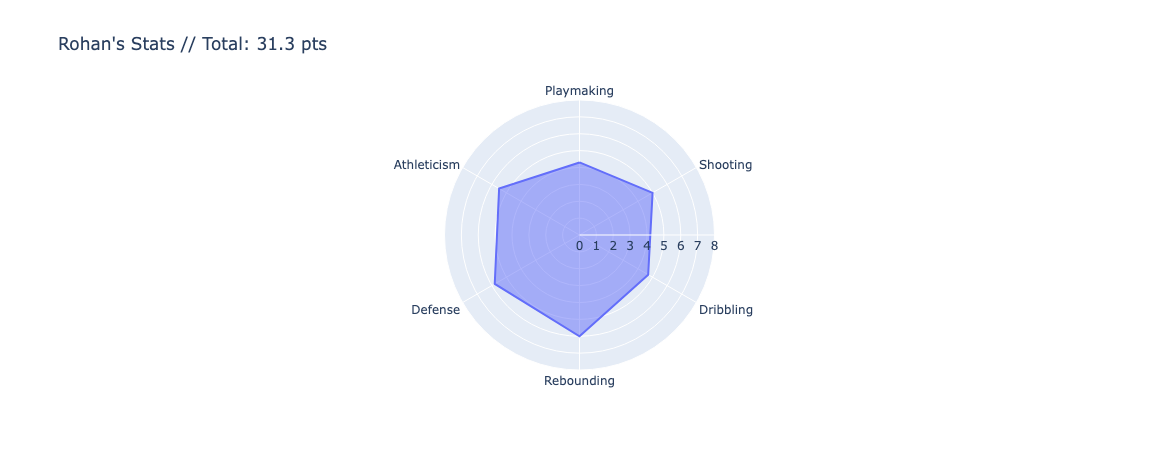 Rohan's Stats // Total: 31.3 pts
Playmaking
Athleticism
Shooting
0 1 2 3 4 5 6 7 8
Defense
Dribbling
Rebounding